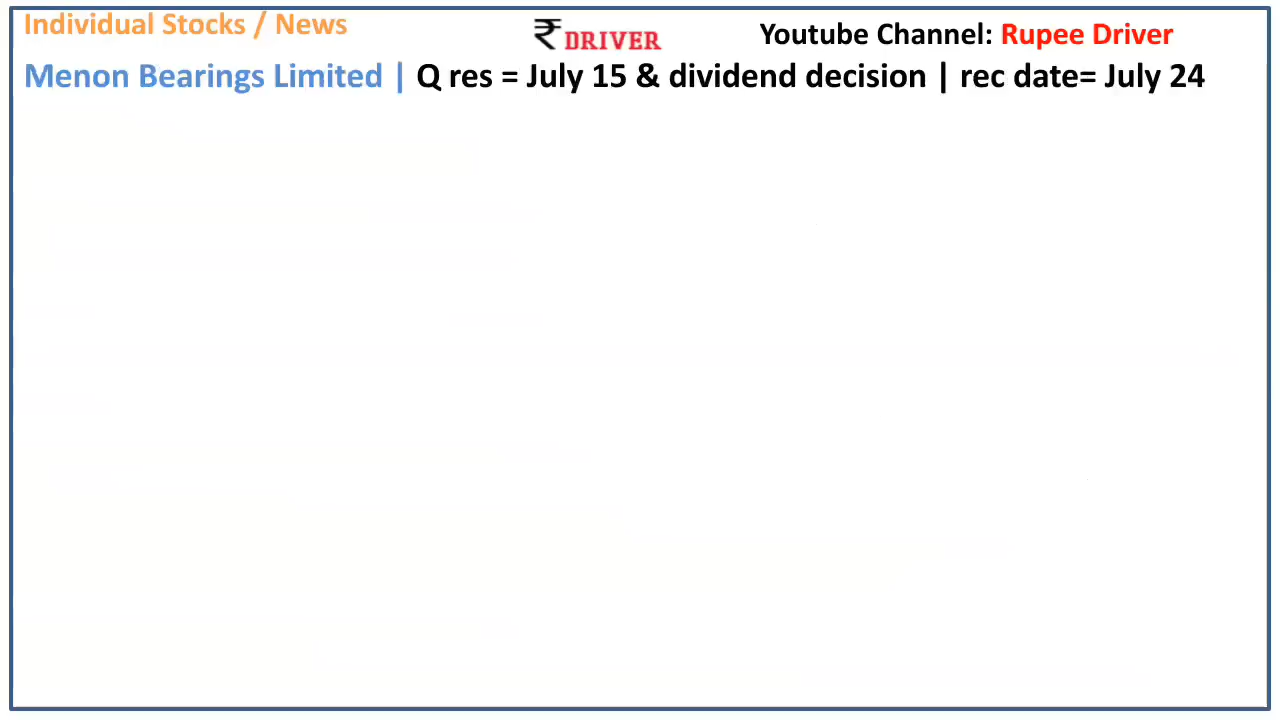 Individual Stocks / News
₹ DRIVER
Youtube Channel: Rupee Driver
Menon Bearings Limited | Q res = July 15 & dividend decision | rec date= July 24